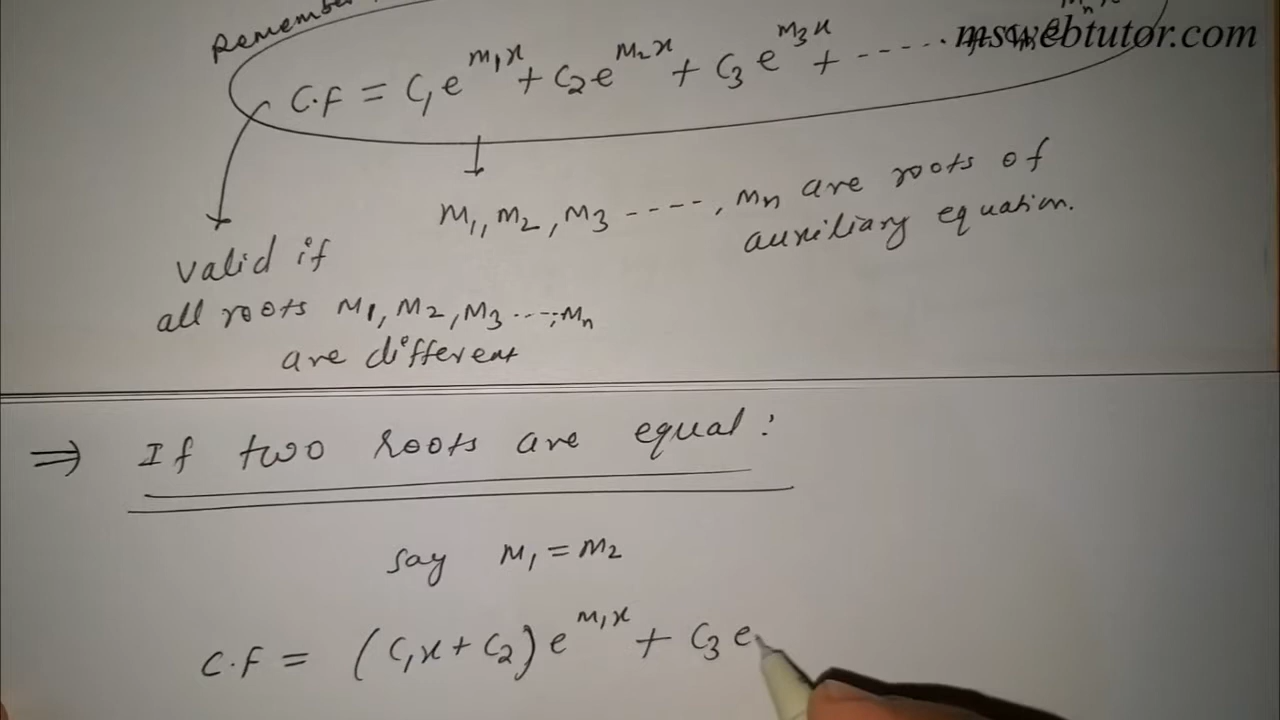 Remember
C.F = C₁e^{m₁x} + C₂e^{m₂x} + C₃e^{m₃x} + -----
mswebtutor.com
m₁, m₂, m₃ ----, mₙ are roots of
auxiliary equation.
valid if
all roots m₁, m₂, m₃ ---, mₙ
are different
⇒ If two roots are equal:
say m₁ = m₂
C.F = (C₁x + C₂)e^{m₁x} + C₃e